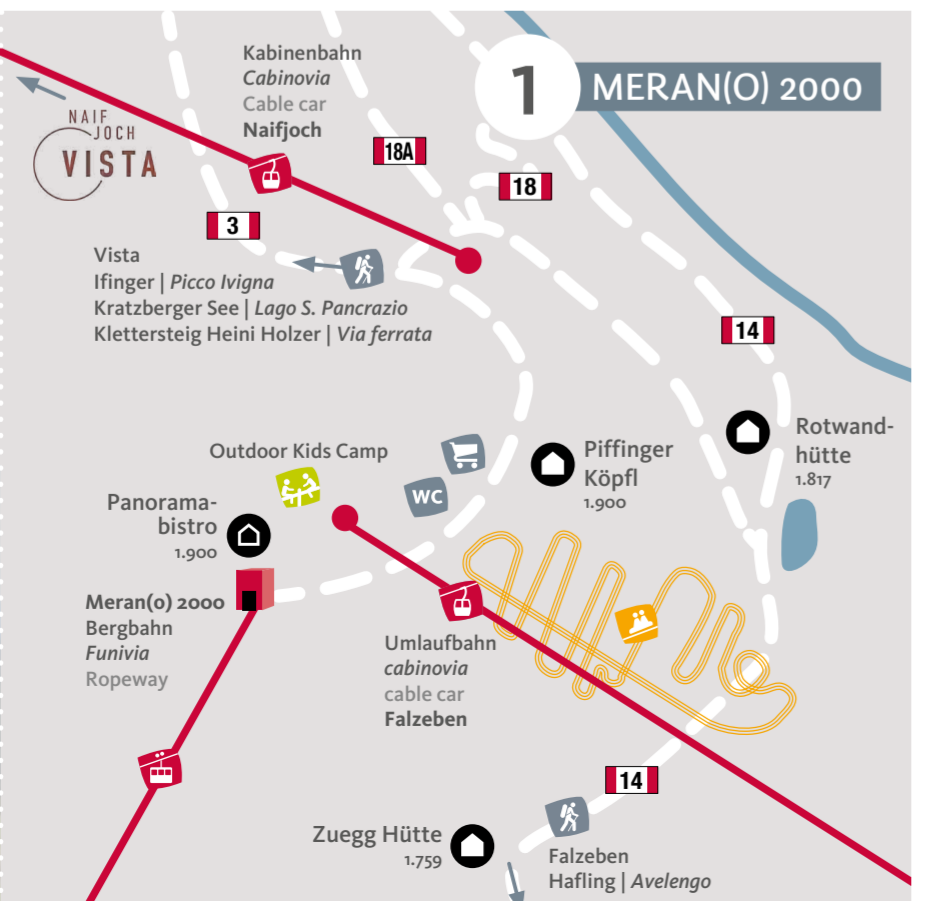 Kabinenbahn
Cabinovia
Cable car
Naifjoch
1 MERAN(O) 2000
NAIF
JOCH
VISTA
18A
18
3
Vista
Ifinger | Picco Ivigna
Kratzberger See | Lago S. Pancrazio
Klettersteig Heini Holzer | Via ferrata
14
Outdoor Kids Camp
WC
Piffinger
Köpfl
1.900
Rotwand-
hütte
1.817
Panorama-
bistro
1.900
Meran(o) 2000
Bergbahn
Funivia
Ropeway
Umlaufbahn
cabinovia
cable car
Falzeben
14
Zuegg Hütte
1.759
Falzeben
Hafling | Avelengo